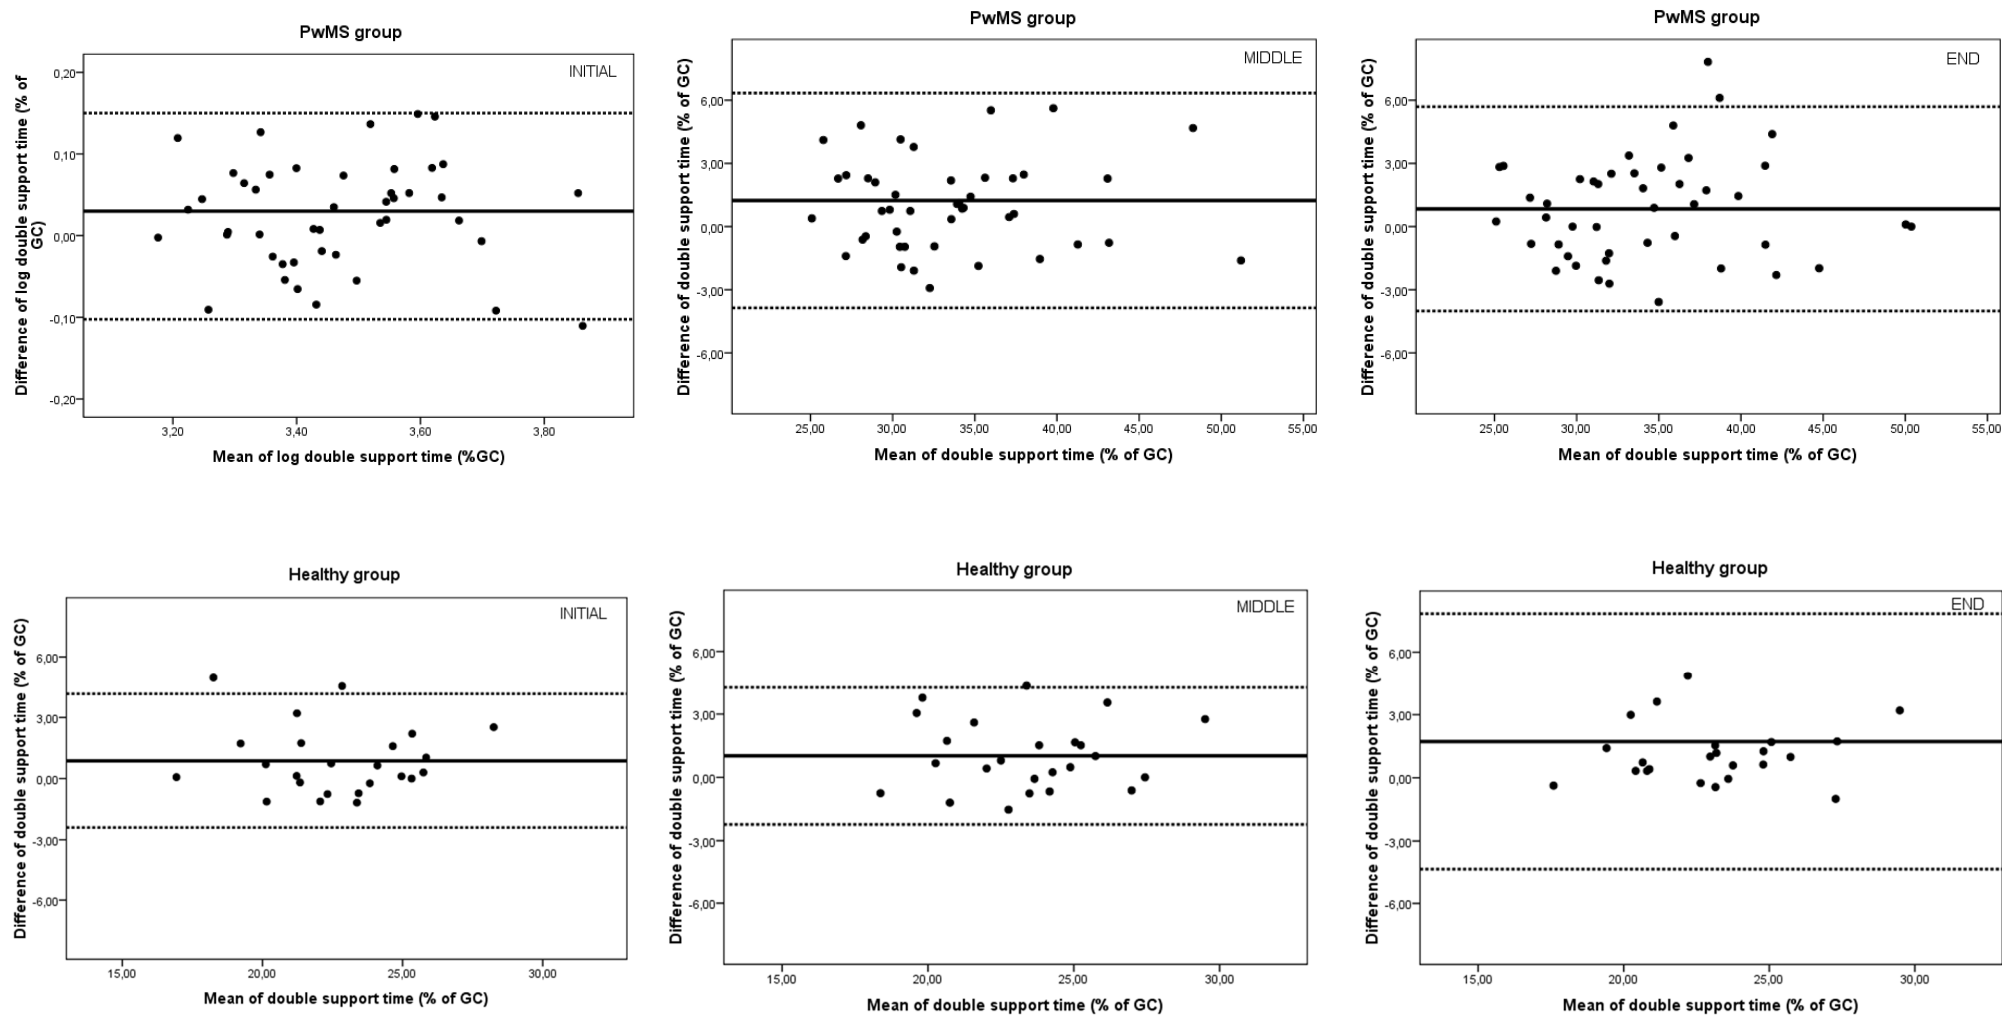 PwMS group
INITIAL
Difference of log double support time (% of
GC)
0,20
0,10
0,00
-0,10
-0,20
3,20 3,40 3,60 3,80
Mean of log double support time (%GC)
PwMS group
MIDDLE
Difference of double support time (% of GC)
6,00
3,00
0,00
-3,00
-6,00
25,00 30,00 35,00 40,00 45,00 50,00 55,00
Mean of double support time (% of GC)
PwMS group
END
Difference of double support time (% of GC)
6,00
3,00
0,00
-3,00
-6,00
25,00 30,00 35,00 40,00 45,00 50,00 55,00
Mean of double support time (% of GC)
Healthy group
INITIAL
Difference of double support time (% of GC)
6,00
3,00
0,00
-3,00
-6,00
15,00 20,00 25,00 30,00
Mean of double support time (% of GC)
Healthy group
MIDDLE
Difference of double support time (% of GC)
6,00
3,00
0,00
-3,00
-6,00
15,00 20,00 25,00 30,00
Mean of double support time (% of GC)
Healthy group
END
Difference of double support time (% of GC)
6,00
3,00
0,00
-3,00
-6,00
15,00 20,00 25,00 30,00
Mean of double support time (% of GC)